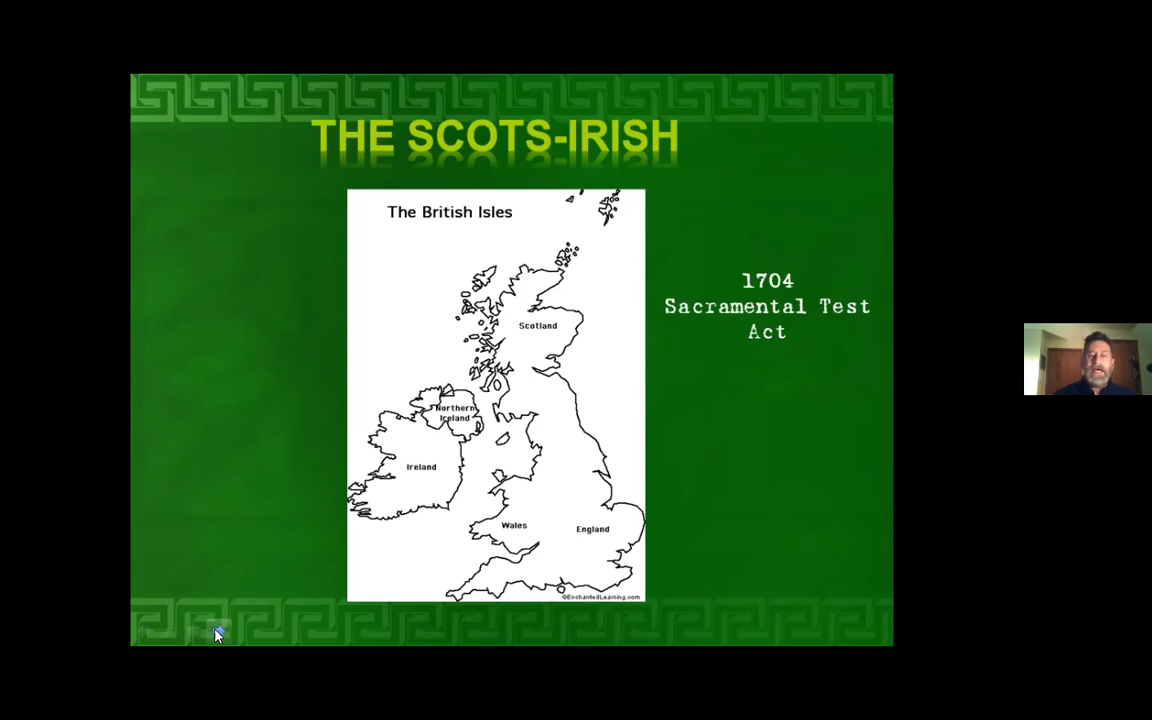 THE SCOTS-IRISH
The British Isles
1704
Sacramental Test
Act
Scotland
Northern
Ireland
Ireland
Wales
England
©EnchantedLearning.com